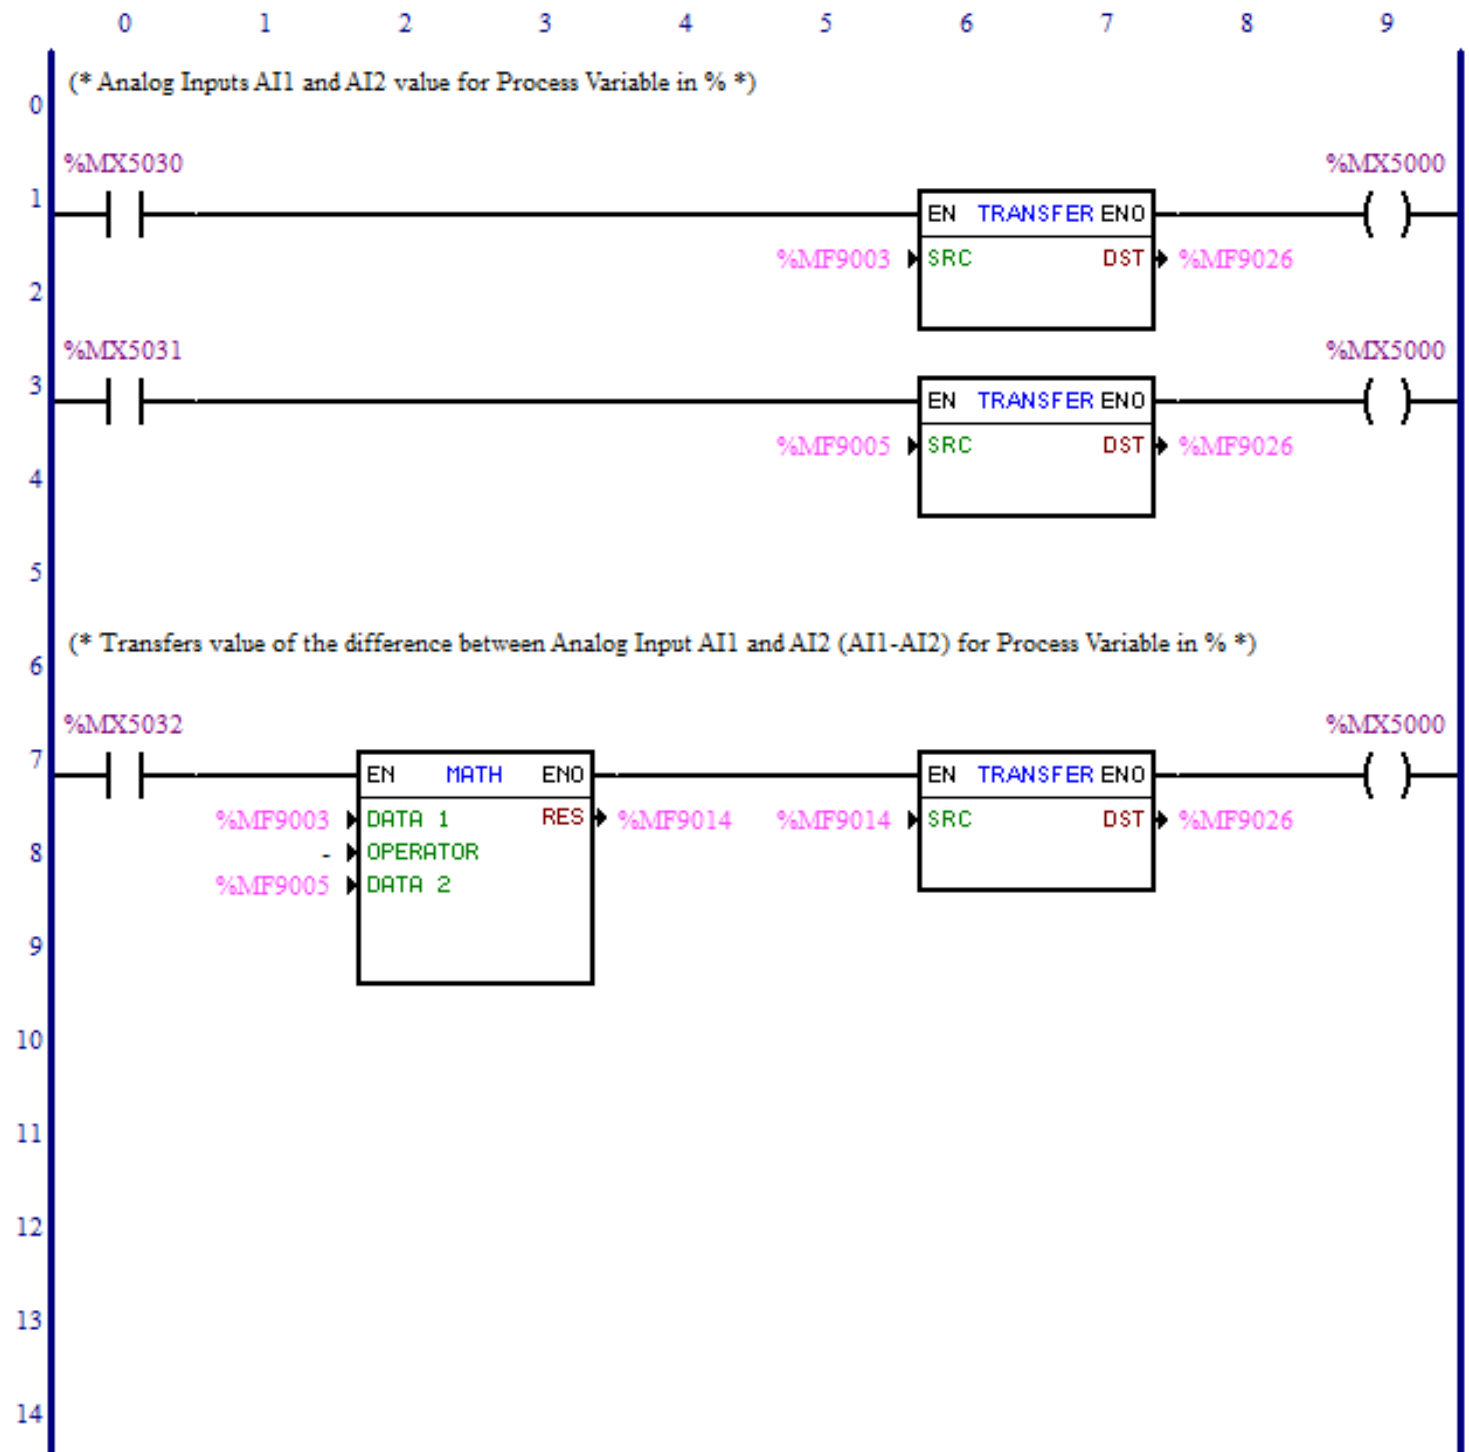 0 1 2 3 4 5 6 7 8 9
(* Analog Inputs AI1 and AI2 value for Process Variable in % *)
0
%MX5030 %MX5000
1
EN TRANSFER ENO
%MF9003 SRC DST %MF9026
2
%MX5031 %MX5000
3
EN TRANSFER ENO
%MF9005 SRC DST %MF9026
4
5
(* Transfers value of the difference between Analog Input AI1 and AI2 (AI1-AI2) for Process Variable in % *)
6
%MX5032 %MX5000
7
EN MATH ENO EN TRANSFER ENO
%MF9003 DATA 1 RES %MF9014 %MF9014 SRC DST %MF9026
8 - OPERATOR
%MF9005 DATA 2
9
10
11
12
13
14